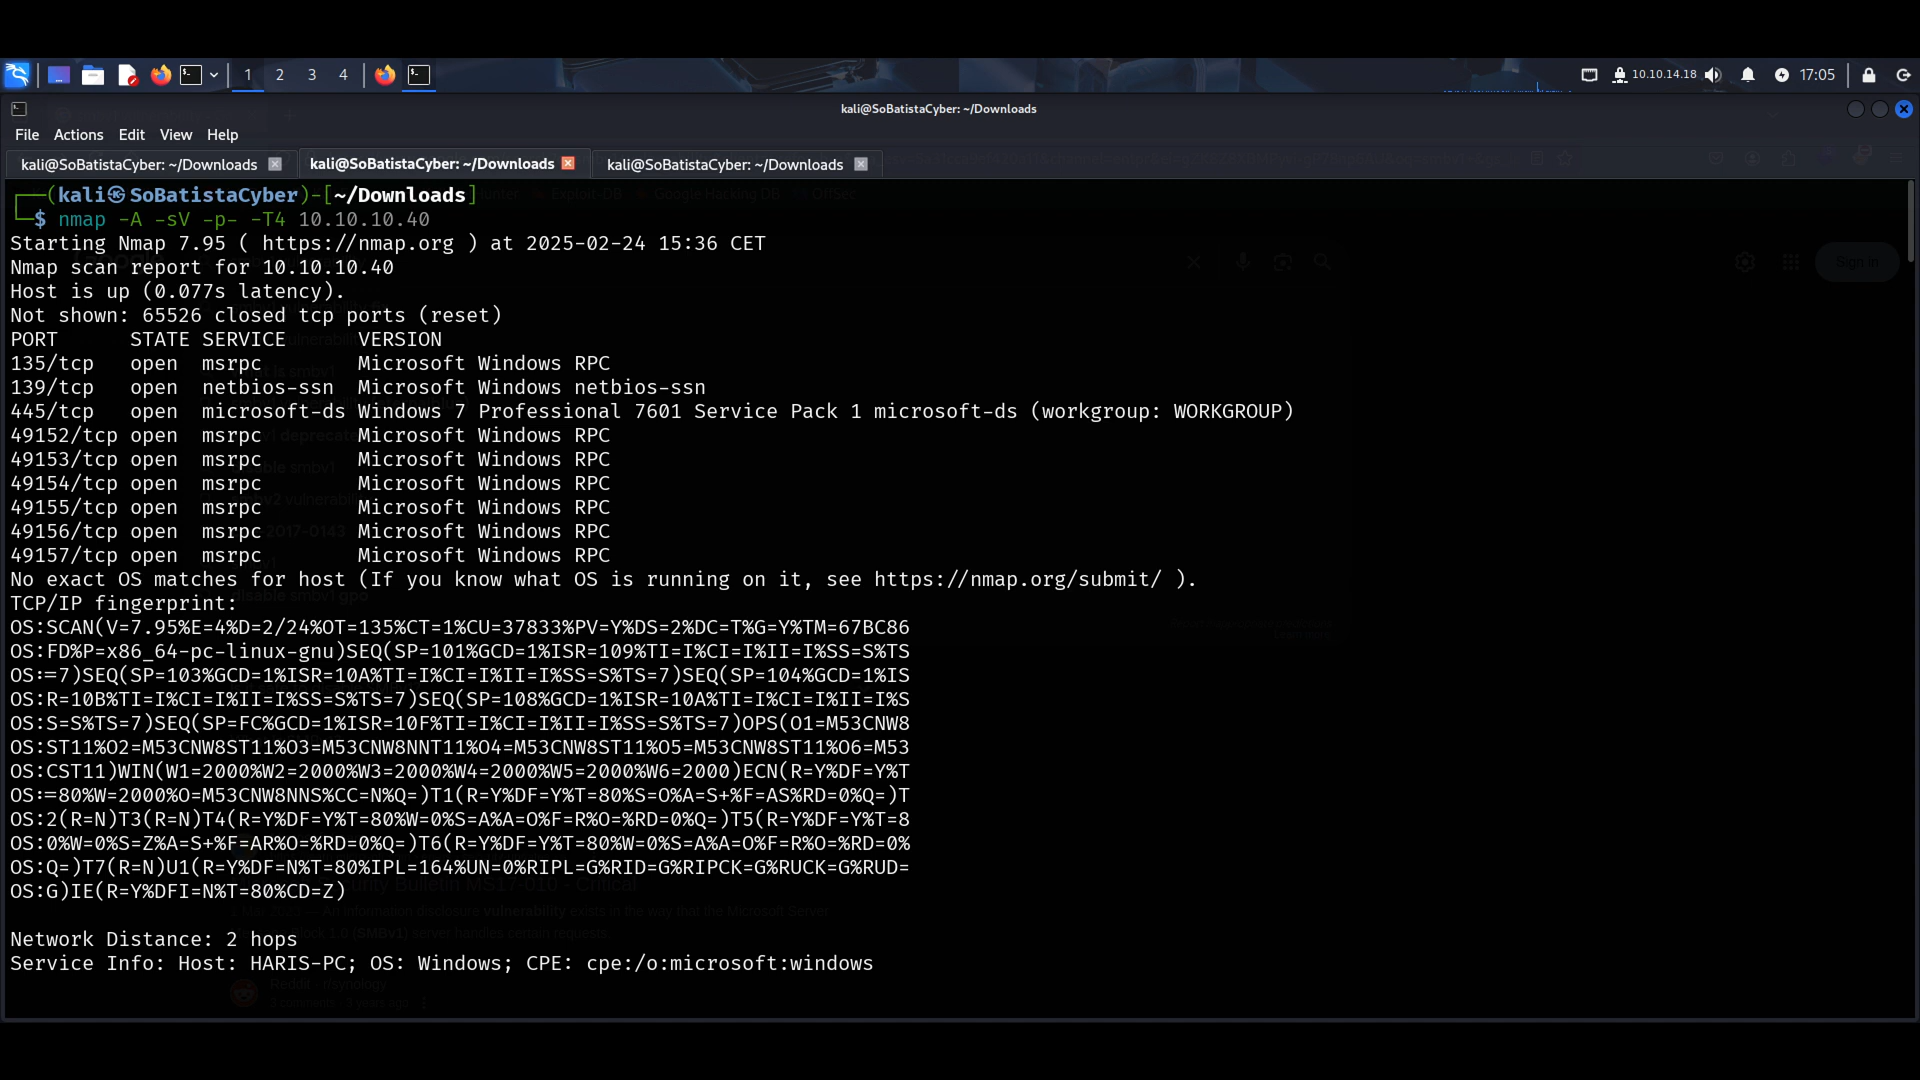 1 2 3 4 10.10.14.18 17:05
kali@SoBatistaCyber: ~/Downloads
File Actions Edit View Help
kali@SoBatistaCyber: ~/Downloads kali@SoBatistaCyber: ~/Downloads kali@SoBatistaCyber: ~/Downloads
┌──(kali㉿SoBatistaCyber)-[~/Downloads]
└─$ nmap -A -sV -p- -T4 10.10.10.40
Starting Nmap 7.95 ( https://nmap.org ) at 2025-02-24 15:36 CET
Nmap scan report for 10.10.10.40
Host is up (0.077s latency).
Not shown: 65526 closed tcp ports (reset)
PORT      STATE SERVICE      VERSION
135/tcp   open  msrpc        Microsoft Windows RPC
139/tcp   open  netbios-ssn  Microsoft Windows netbios-ssn
445/tcp   open  microsoft-ds Windows 7 Professional 7601 Service Pack 1 microsoft-ds (workgroup: WORKGROUP)
49152/tcp open  msrpc        Microsoft Windows RPC
49153/tcp open  msrpc        Microsoft Windows RPC
49154/tcp open  msrpc        Microsoft Windows RPC
49155/tcp open  msrpc        Microsoft Windows RPC
49156/tcp open  msrpc        Microsoft Windows RPC
49157/tcp open  msrpc        Microsoft Windows RPC
No exact OS matches for host (If you know what OS is running on it, see https://nmap.org/submit/ ).
TCP/IP fingerprint:
OS:SCAN(V=7.95%E=4%D=2/24%OT=135%CT=1%CU=37833%PV=Y%DS=2%DC=T%G=Y%TM=67BC86
OS:FD%P=x86_64-pc-linux-gnu)SEQ(SP=101%GCD=1%ISR=109%TI=I%CI=I%II=I%SS=S%TS
OS:=7)SEQ(SP=103%GCD=1%ISR=10A%TI=I%CI=I%II=I%SS=S%TS=7)SEQ(SP=104%GCD=1%IS
OS:R=10B%TI=I%CI=I%II=I%SS=S%TS=7)SEQ(SP=108%GCD=1%ISR=10A%TI=I%CI=I%II=I%S
OS:S=S%TS=7)SEQ(SP=FC%GCD=1%ISR=10F%TI=I%CI=I%II=I%SS=S%TS=7)OPS(O1=M53CNW8
OS:ST11%O2=M53CNW8ST11%O3=M53CNW8NNT11%O4=M53CNW8ST11%O5=M53CNW8ST11%O6=M53
OS:CST11)WIN(W1=2000%W2=2000%W3=2000%W4=2000%W5=2000%W6=2000)ECN(R=Y%DF=Y%T
OS:=80%W=2000%O=M53CNW8NNS%CC=N%Q=)T1(R=Y%DF=Y%T=80%S=O%A=S+%F=AS%RD=0%Q=)T
OS:2(R=N)T3(R=N)T4(R=Y%DF=Y%T=80%W=0%S=A%A=O%F=R%O=%RD=0%Q=)T5(R=Y%DF=Y%T=8
OS:0%W=0%S=Z%A=S+%F=AR%O=%RD=0%Q=)T6(R=Y%DF=Y%T=80%W=0%S=A%A=O%F=R%O=%RD=0%
OS:Q=)T7(R=N)U1(R=Y%DF=N%T=80%IPL=164%UN=0%RIPL=G%RID=G%RIPCK=G%RUCK=G%RUD=
OS:G)IE(R=Y%DFI=N%T=80%CD=Z)
Network Distance: 2 hops
Service Info: Host: HARIS-PC; OS: Windows; CPE: cpe:/o:microsoft:windows